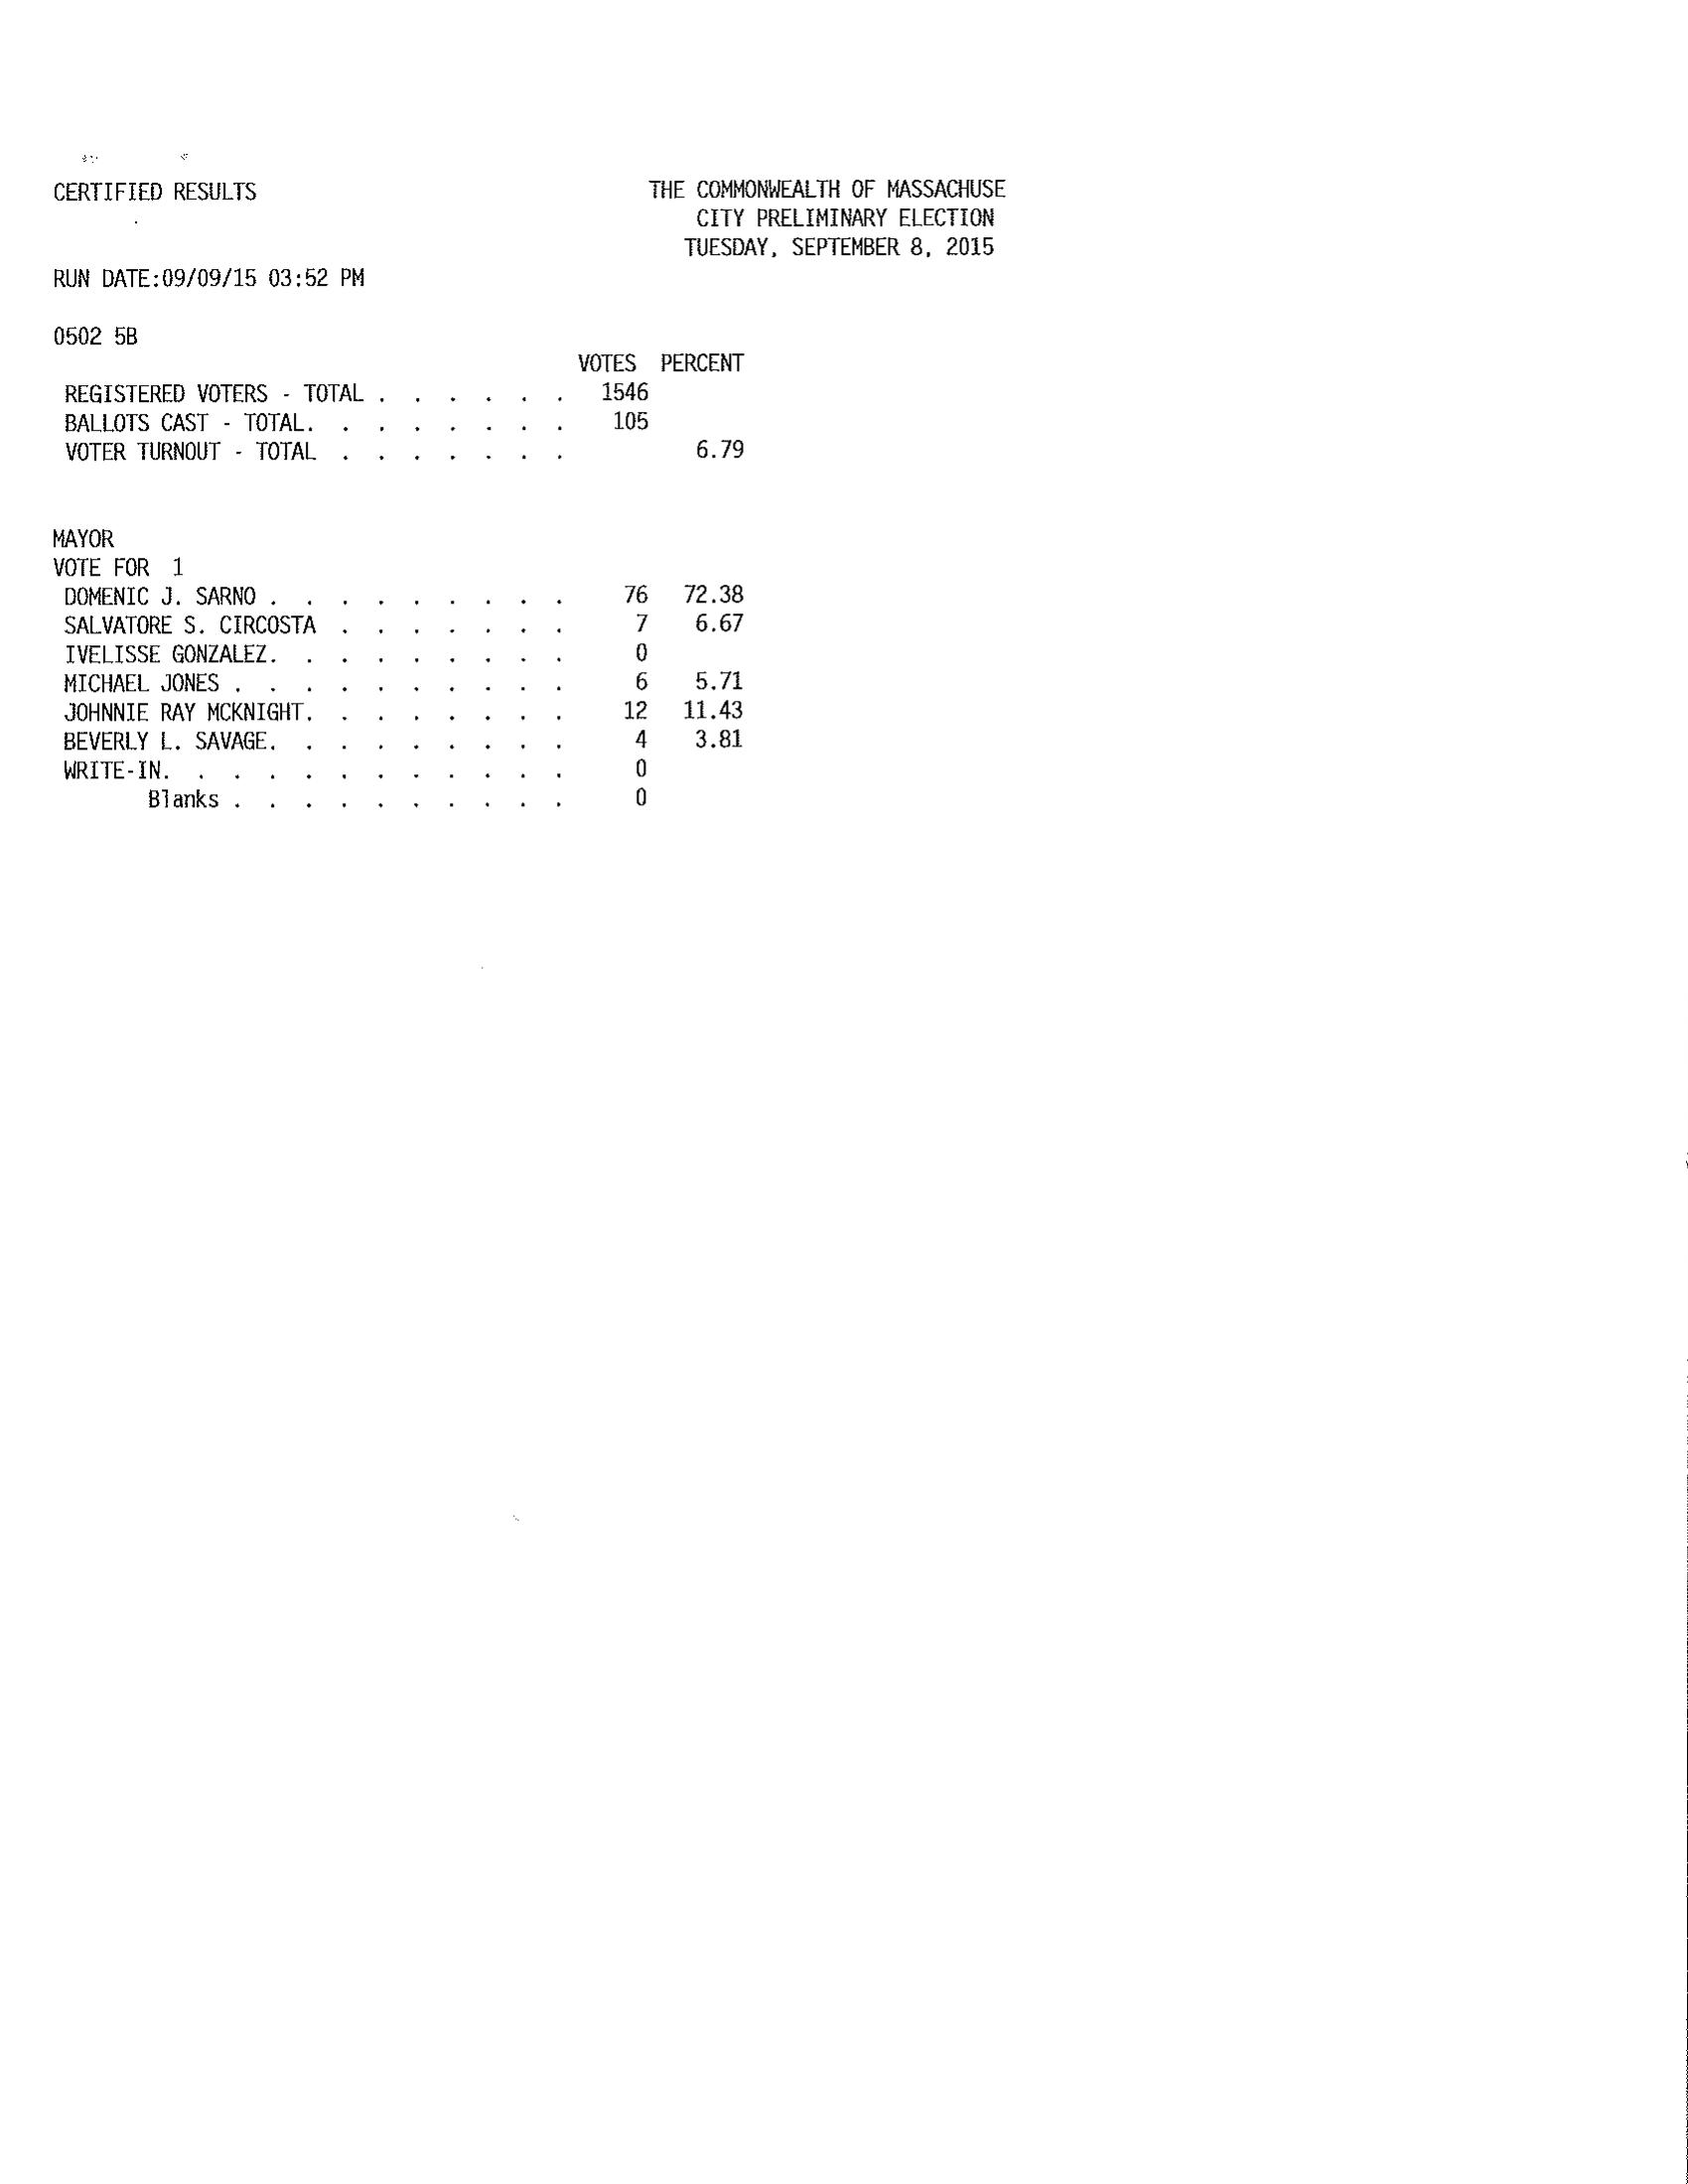 CERTIFIED RESULTS
THE COMMONWEALTH OF MASSACHUSE
CITY PRELIMINARY ELECTION
TUESDAY, SEPTEMBER 8, 2015
RUN DATE:09/09/15 03:52 PM
0502 5B
VOTES PERCENT
REGISTERED VOTERS - TOTAL . . . . . . 1546
BALLOTS CAST - TOTAL. . . . . . . . 105
VOTER TURNOUT - TOTAL . . . . . . . 6.79
MAYOR
VOTE FOR 1
DOMENIC J. SARNO . . . . . . . . . 76 72.38
SALVATORE S. CIRCOSTA . . . . . . . 7 6.67
IVELISSE GONZALEZ. . . . . . . . . 0
MICHAEL JONES . . . . . . . . . . 6 5.71
JOHNNIE RAY MCKNIGHT. . . . . . . . 12 11.43
BEVERLY L. SAVAGE. . . . . . . . . 4 3.81
WRITE-IN. . . . . . . . . . . . 0
Blanks . . . . . . . . . . 0